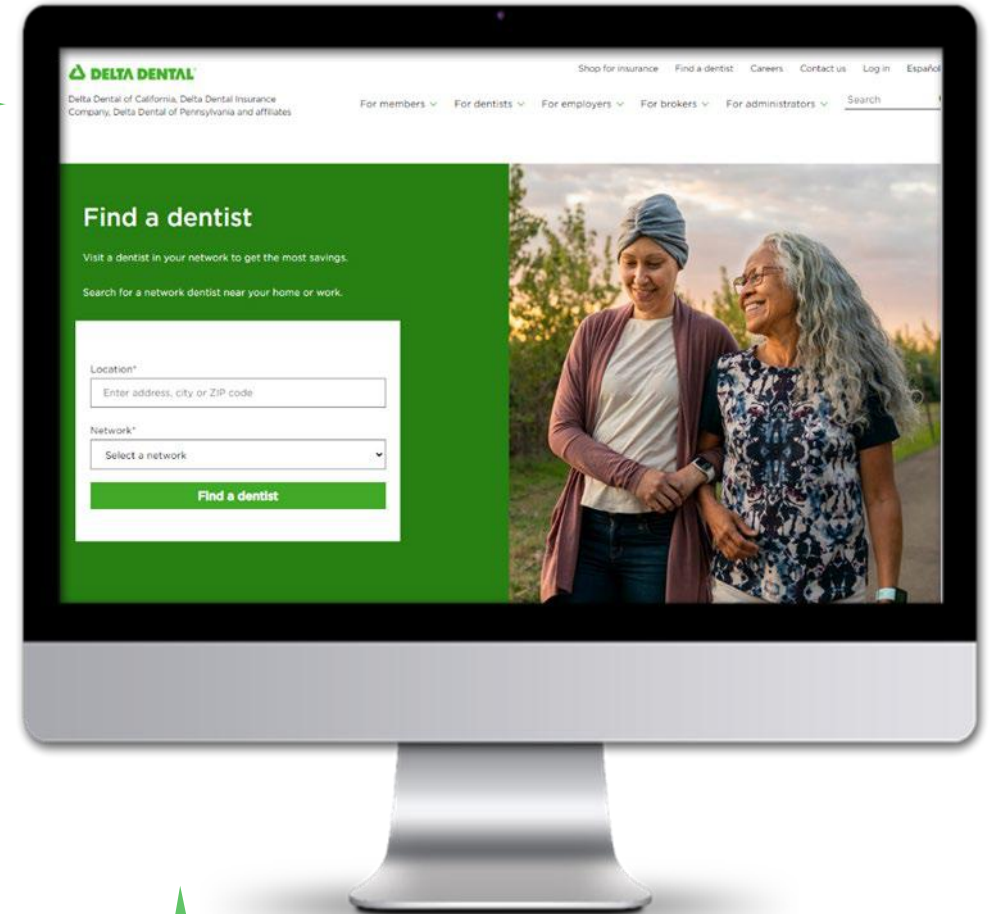 DELTA DENTAL
Shop for insurance Find a dentist Careers Contact us Log in Español
Delta Dental of California, Delta Dental Insurance
Company, Delta Dental of Pennsylvania and affiliates
For members For dentists For employers For brokers For administrators Search
Find a dentist
Visit a dentist in your network to get the most savings.
Search for a network dentist near your home or work.
Location*
Enter address, city or ZIP code
Network*
Select a network
Find a dentist